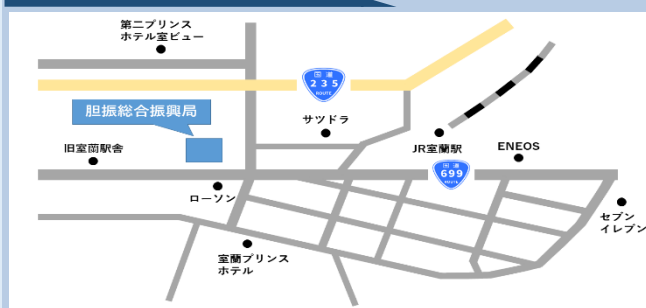 第二プリンス
ホテル室ビュー
国道
235
ROUTE
胆振総合振興局
サツドラ
旧室蘭駅舎
JR室蘭駅
ENEOS
国道
699
ROUTE
ローソン
セブン
イレブン
室蘭プリンス
ホテル